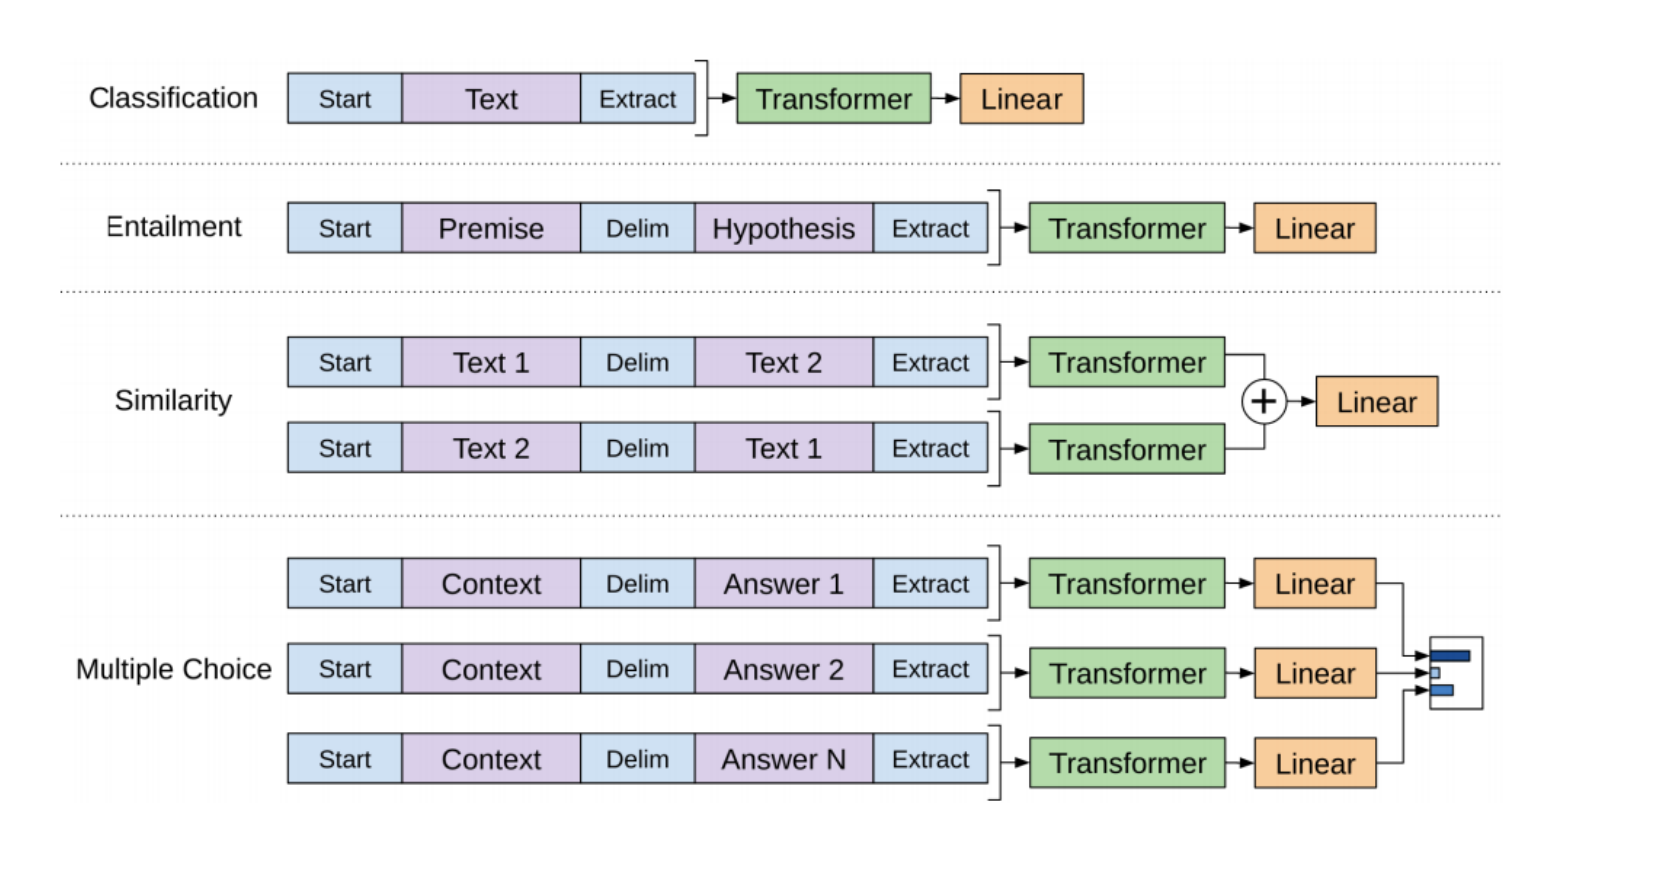 Classification Start Text Extract Transformer Linear
Entailment Start Premise Delim Hypothesis Extract Transformer Linear
Start Text 1 Delim Text 2 Extract Transformer
Similarity + Linear
Start Text 2 Delim Text 1 Extract Transformer
Start Context Delim Answer 1 Extract Transformer Linear
Multiple Choice Start Context Delim Answer 2 Extract Transformer Linear
Start Context Delim Answer N Extract Transformer Linear